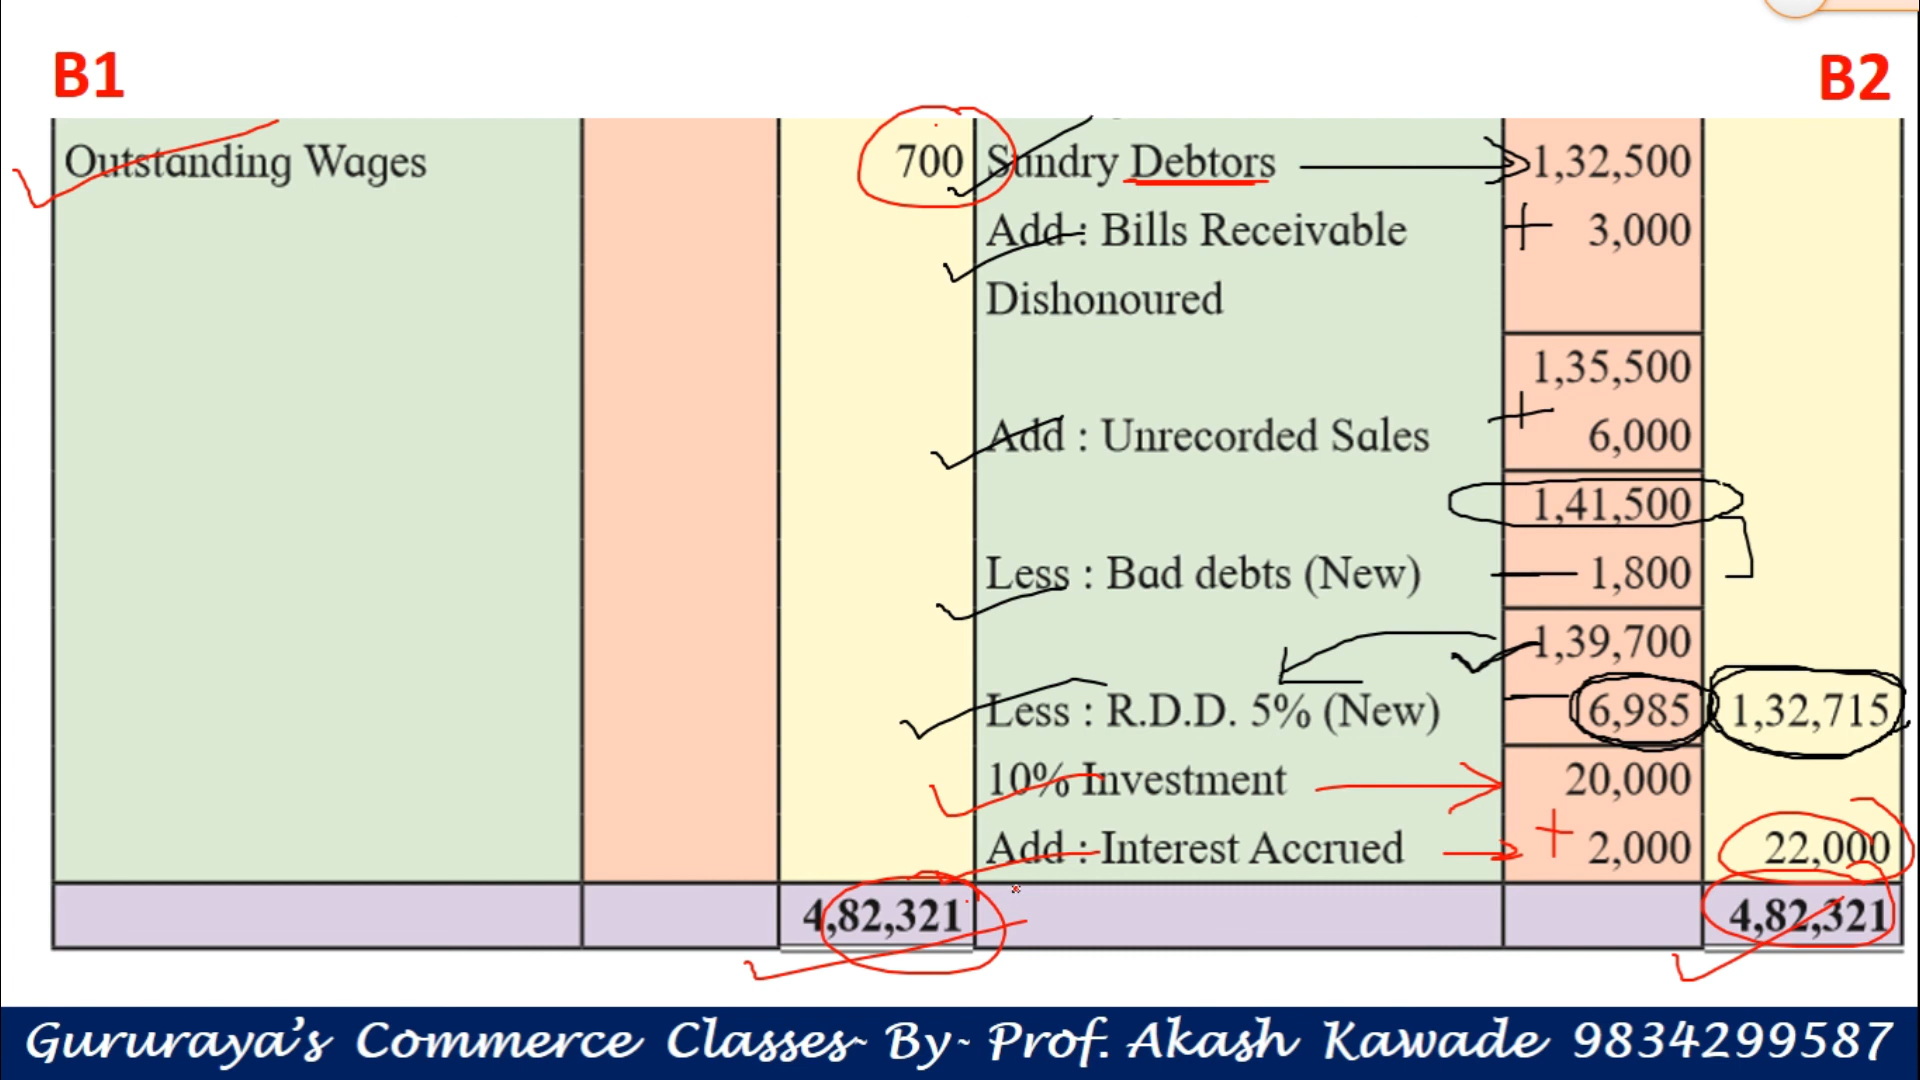 B1
B2
Outstanding Wages 700 Sundry Debtors 1,32,500
Add : Bills Receivable 3,000
Dishonoured
1,35,500
Add : Unrecorded Sales 6,000
1,41,500
Less : Bad debts (New) 1,800
1,39,700
Less : R.D.D. 5% (New) 6,985 1,32,715
10% Investment 20,000
Add : Interest Accrued 2,000 22,000
4,82,321 4,82,321
Gururaya's Commerce Classes- By- Prof. Akash Kawade 9834299587